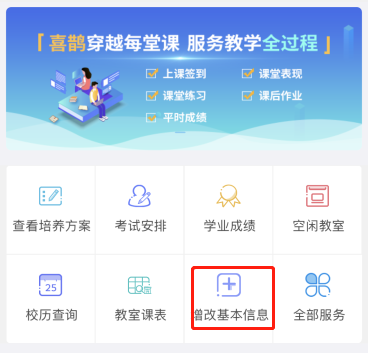 「喜鹊穿越每堂课 服务教学全过程」
上课签到 课堂表现
课堂练习 课后作业
平时成绩
查看培养方案 考试安排 学业成绩 空闲教室
25
校历查询 教室课表 增改基本信息 全部服务